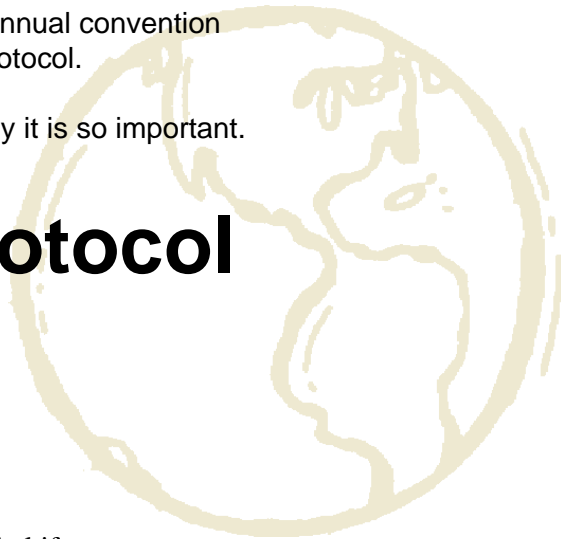 nnual convention
otocol.
y it is so important.
otocol